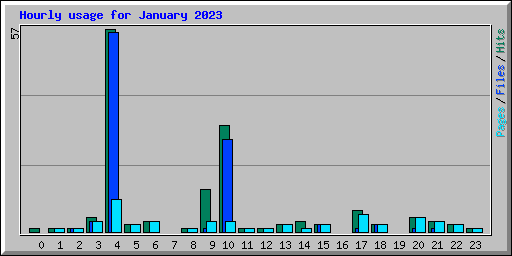 Hourly usage for January 2023
57
Pages/Files/Hits
0 1 2 3 4 5 6 7 8 9 10 11 12 13 14 15 16 17 18 19 20 21 22 23